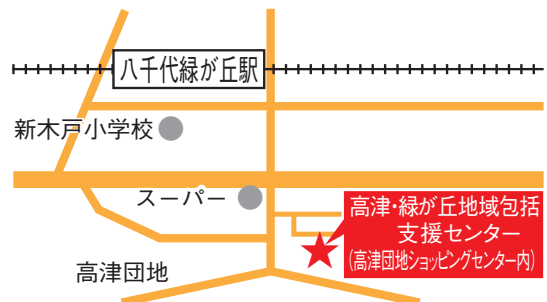 八千代緑が丘駅
新木戸小学校
スーパー
高津・緑が丘地域包括
支援センター
(高津団地ショッピングセンター内)
高津団地